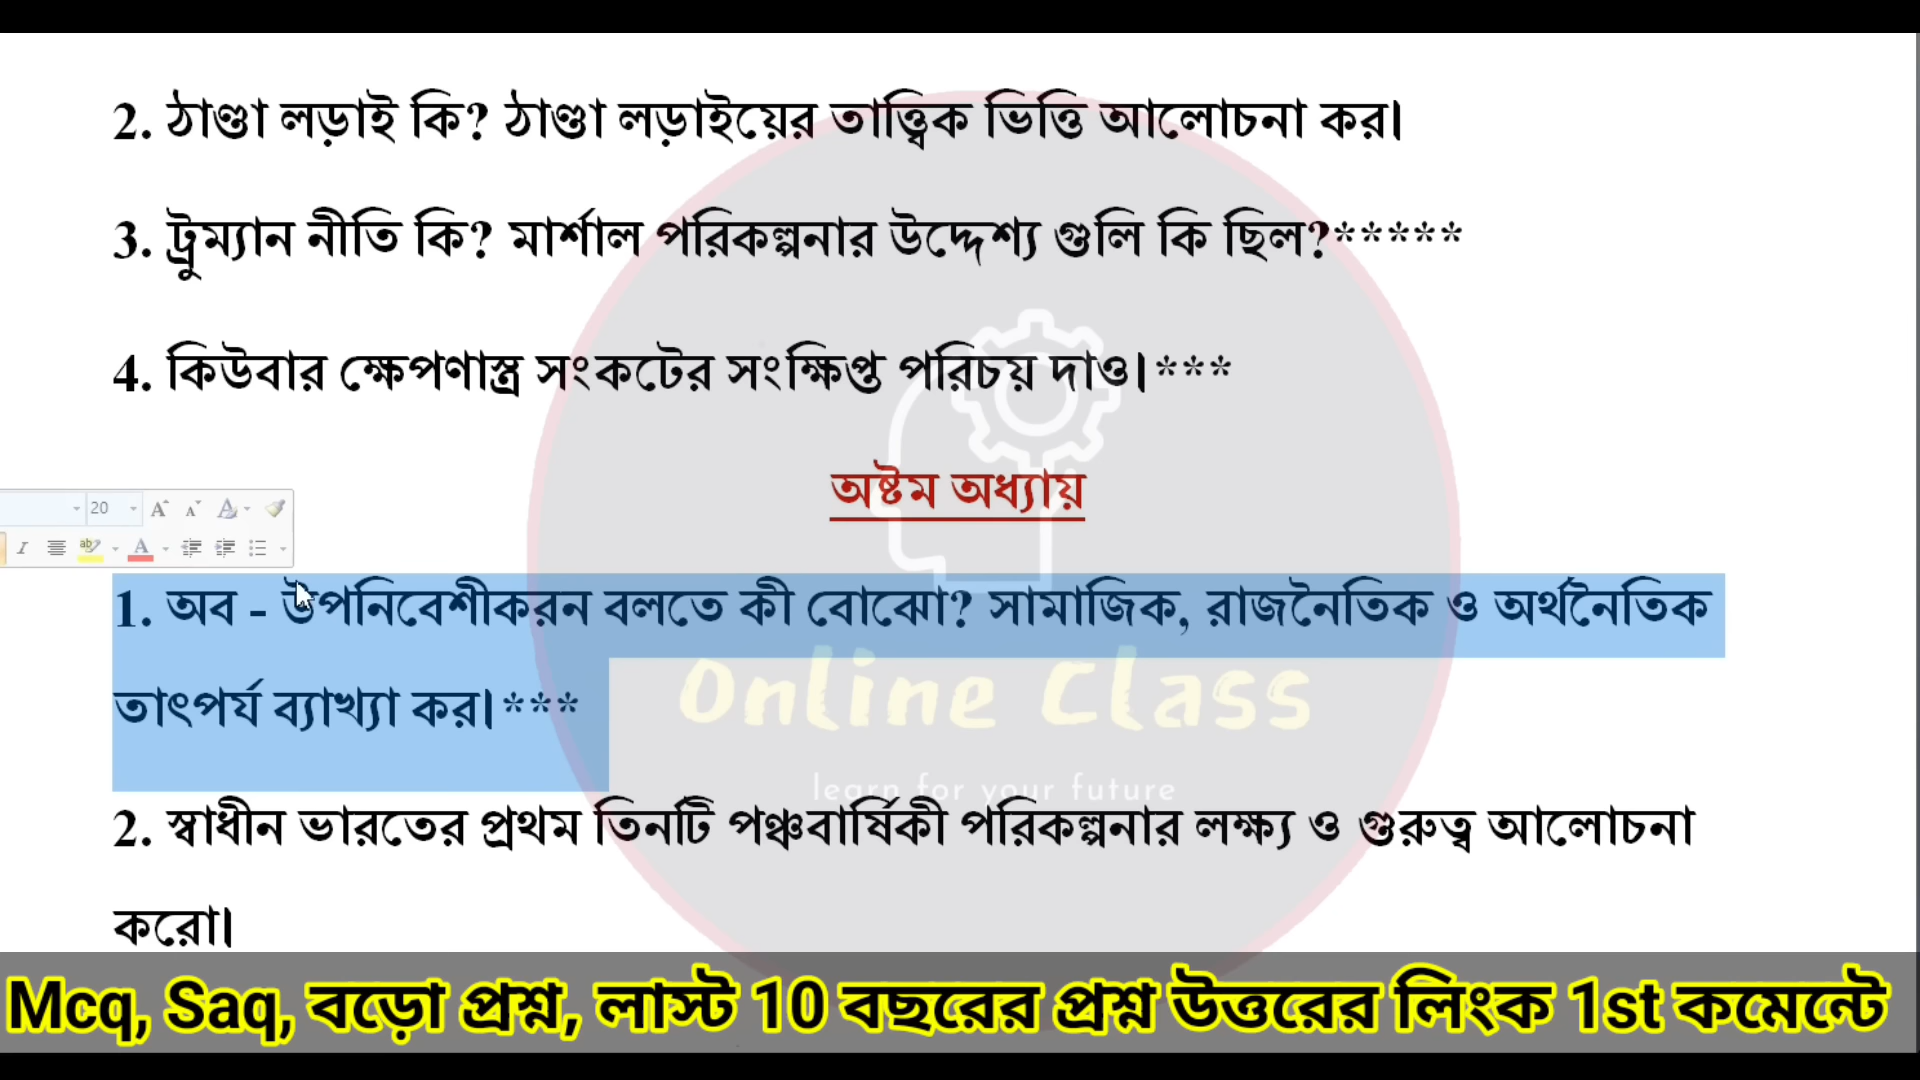 2. ঠাণ্ডা লড়াই কি? ঠাণ্ডা লড়াইয়ের তাত্ত্বিক ভিত্তি আলোচনা কর।
3. ট্রুম্যান নীতি কি? মার্শাল পরিকল্পনার উদ্দেশ্য গুলি কি ছিল?*****
4. কিউবার ক্ষেপণাস্ত্র সংকটের সংক্ষিপ্ত পরিচয় দাও।***
অষ্টম অধ্যায়
20
1. অব - উপনিবেশীকরন বলতে কী বোঝো? সামাজিক, রাজনৈতিক ও অর্থনৈতিক
তাৎপর্য ব্যাখ্যা কর।***
Online Class
learn for your future
2. স্বাধীন ভারতের প্রথম তিনটি পঞ্চবার্ষিকী পরিকল্পনার লক্ষ্য ও গুরুত্ব আলোচনা
করো।
Mcq, Saq, বড়ো প্রশ্ন, লাস্ট 10 বছরের প্রশ্ন উত্তরের লিংক 1st কমেন্টে